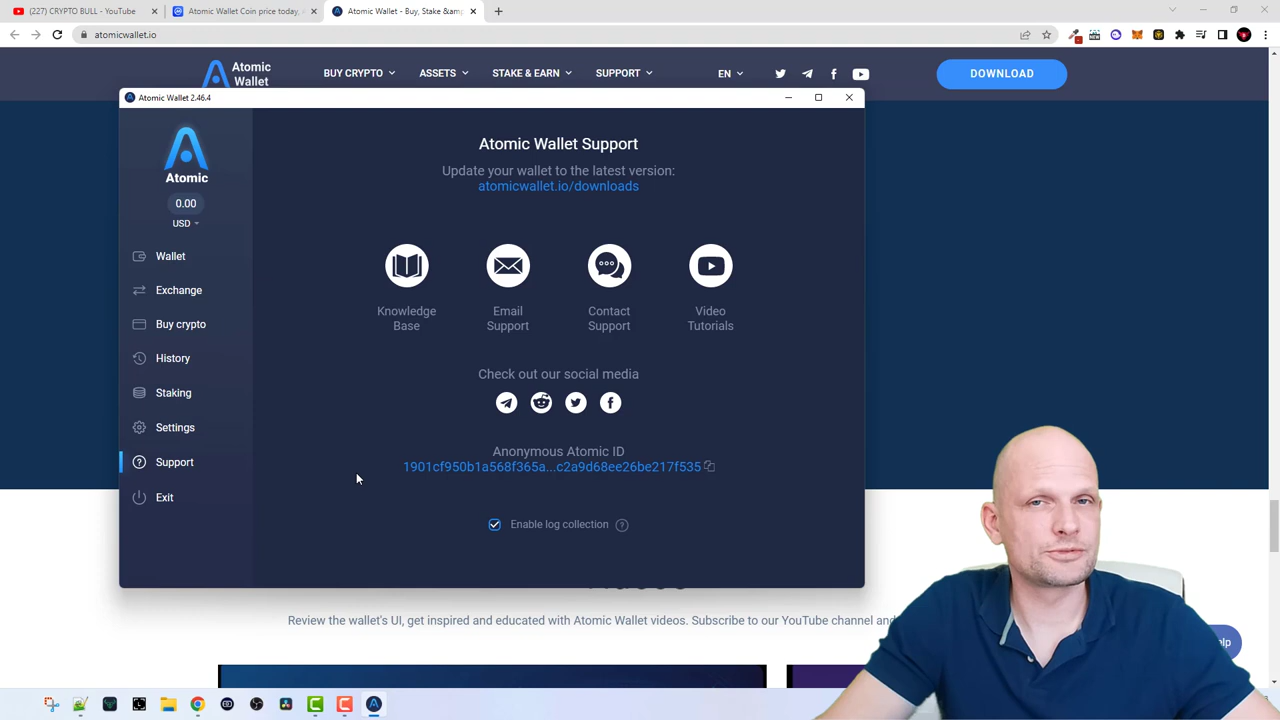 (227) CRYPTO BULL - YouTube
Atomic Wallet Coin price today, A
Atomic Wallet - Buy, Stake &amp;
atomicwallet.io
Atomic Wallet
BUY CRYPTO
ASSETS
STAKE & EARN
SUPPORT
EN
DOWNLOAD
Atomic Wallet 2.46.4
Atomic
0.00
USD
Wallet
Exchange
Buy crypto
History
Staking
Settings
Support
Exit
Atomic Wallet Support
Update your wallet to the latest version:
atomicwallet.io/downloads
Knowledge Base
Email Support
Contact Support
Video Tutorials
Check out our social media
Anonymous Atomic ID
1901cf950b1a568f365a...c2a9d68ee26be217f535
Enable log collection
Review the wallet's UI, get inspired and educated with Atomic Wallet videos. Subscribe to our YouTube channel and